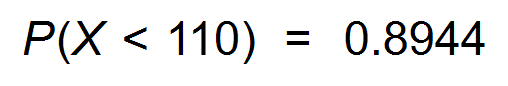 P(X < 110) = 0.8944